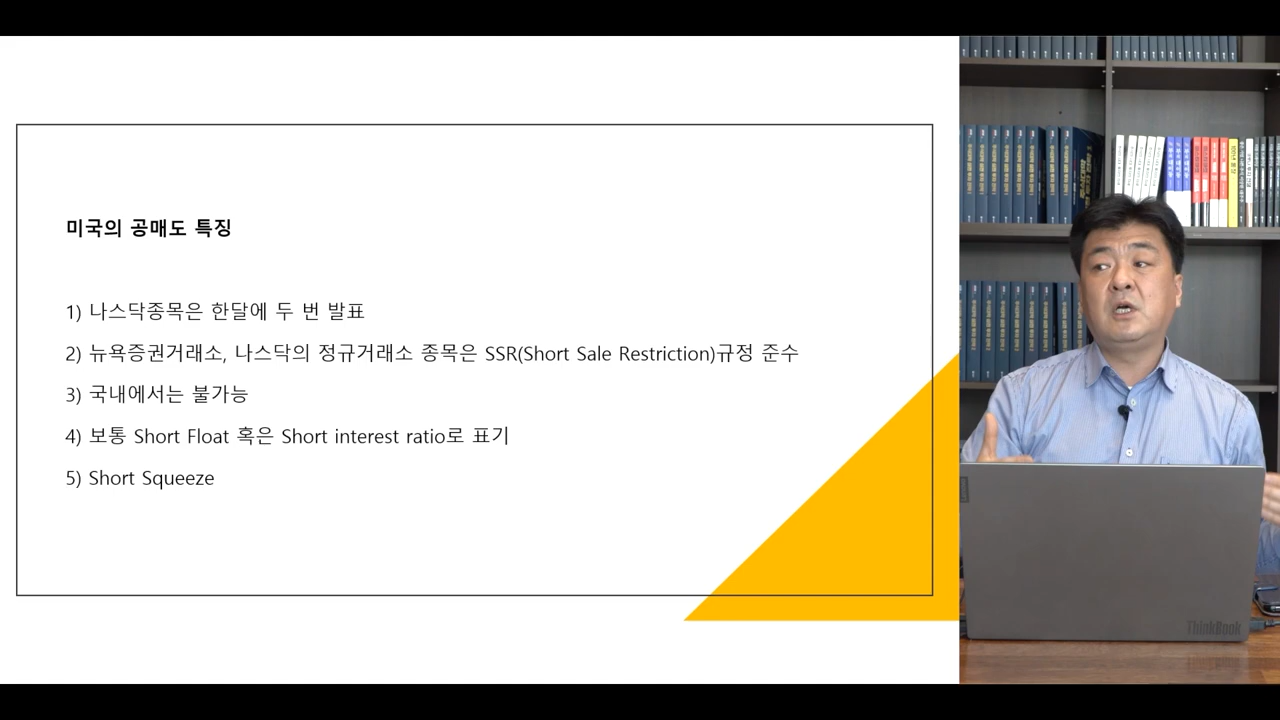 미국의 공매도 특징
1) 나스닥종목은 한달에 두 번 발표
2) 뉴욕증권거래소, 나스닥의 정규거래소 종목은 SSR(Short Sale Restriction)규정 준수
3) 국내에서는 불가능
4) 보통 Short Float 혹은 Short interest ratio로 표기
5) Short Squeeze
ThinkBook